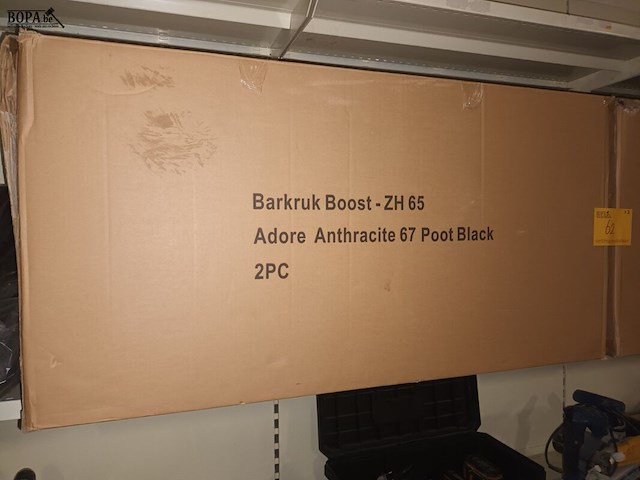 BOPA.be
Barkruk Boost - ZH 65
Adore Anthracite 67 Poot Black
2PC